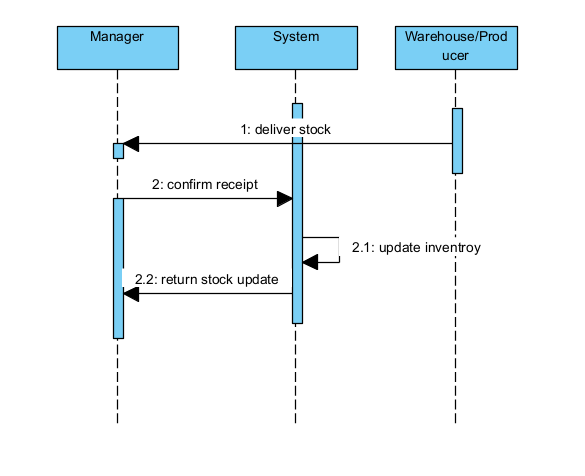 Manager
System
Warehouse/Prod
ucer
1: deliver stock
2: confirm receipt
2.1: update inventroy
2.2: return stock update